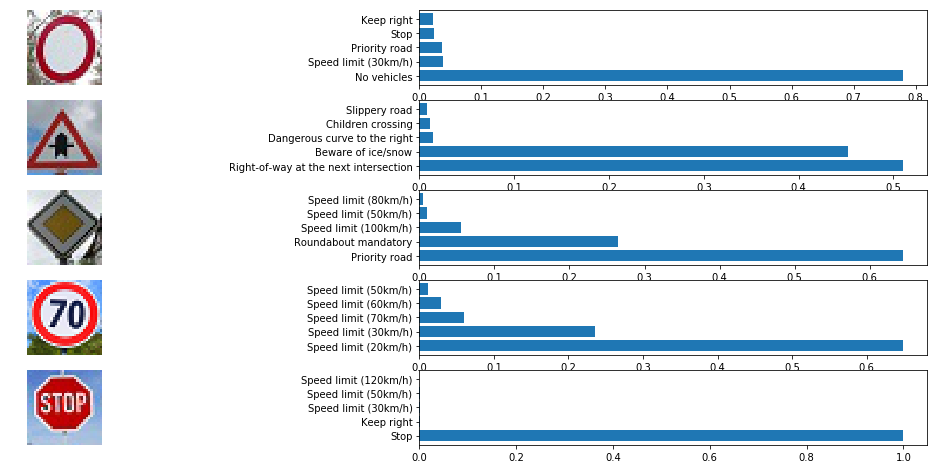 Keep right
Stop
Priority road
Speed limit (30km/h)
No vehicles
0.0 0.1 0.2 0.3 0.4 0.5 0.6 0.7 0.8
Slippery road
Children crossing
Dangerous curve to the right
Beware of ice/snow
Right-of-way at the next intersection
0.0 0.1 0.2 0.3 0.4 0.5
Speed limit (80km/h)
Speed limit (50km/h)
Speed limit (100km/h)
Roundabout mandatory
Priority road
0.0 0.1 0.2 0.3 0.4 0.5 0.6
70
Speed limit (50km/h)
Speed limit (60km/h)
Speed limit (70km/h)
Speed limit (30km/h)
Speed limit (20km/h)
0.0 0.1 0.2 0.3 0.4 0.5 0.6
STOP
Speed limit (120km/h)
Speed limit (50km/h)
Speed limit (30km/h)
Keep right
Stop
0.0 0.2 0.4 0.6 0.8 1.0